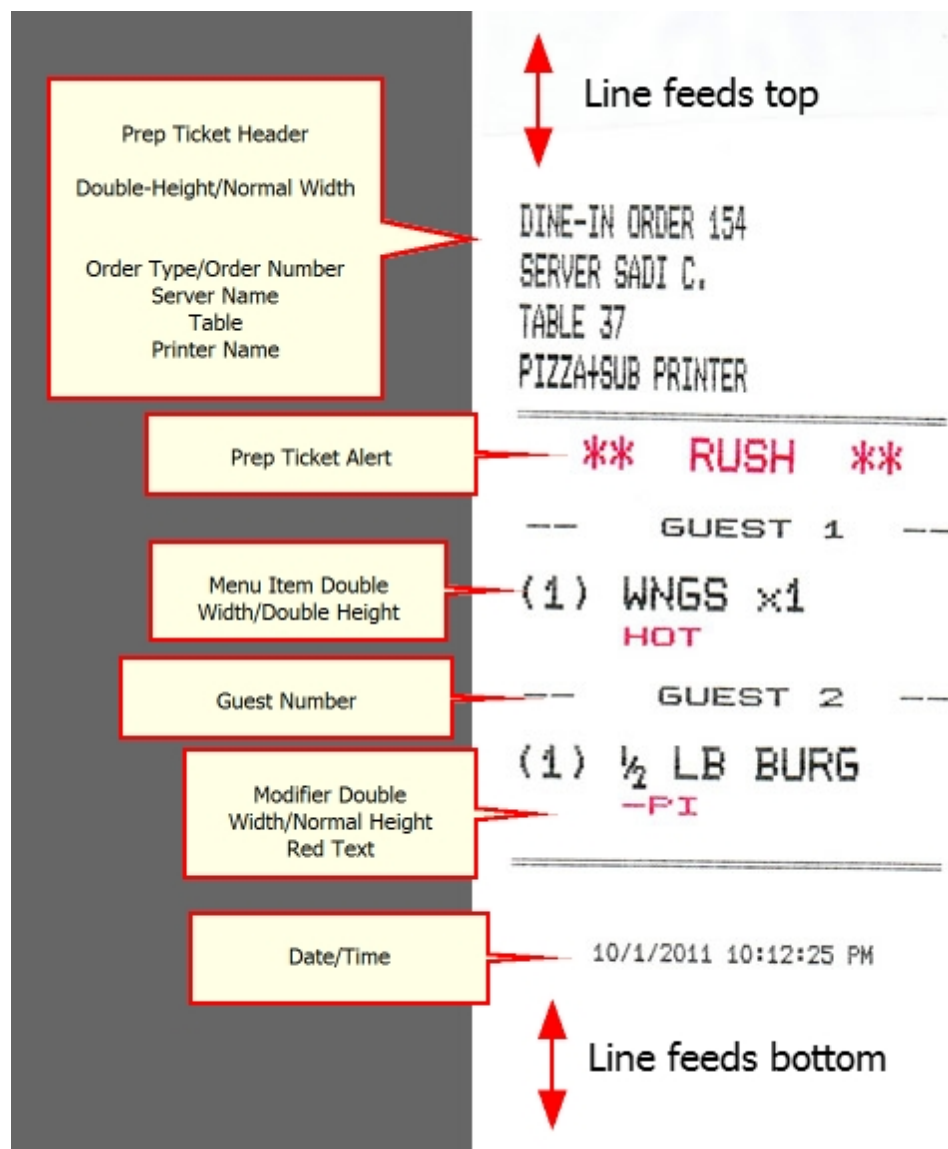 Line feeds top
Prep Ticket Header
Double-Height/Normal Width
Order Type/Order Number
Server Name
Table
Printer Name
DINE-IN ORDER 154
SERVER SADI C.
TABLE 37
PIZZA+SUB PRINTER
Prep Ticket Alert
** RUSH **
-- GUEST 1 --
Menu Item Double
Width/Double Height
(1) WNGS x1
HOT
Guest Number
-- GUEST 2 --
(1) ½ LB BURG
-PI
Modifier Double
Width/Normal Height
Red Text
Date/Time
10/1/2011 10:12:25 PM
Line feeds bottom